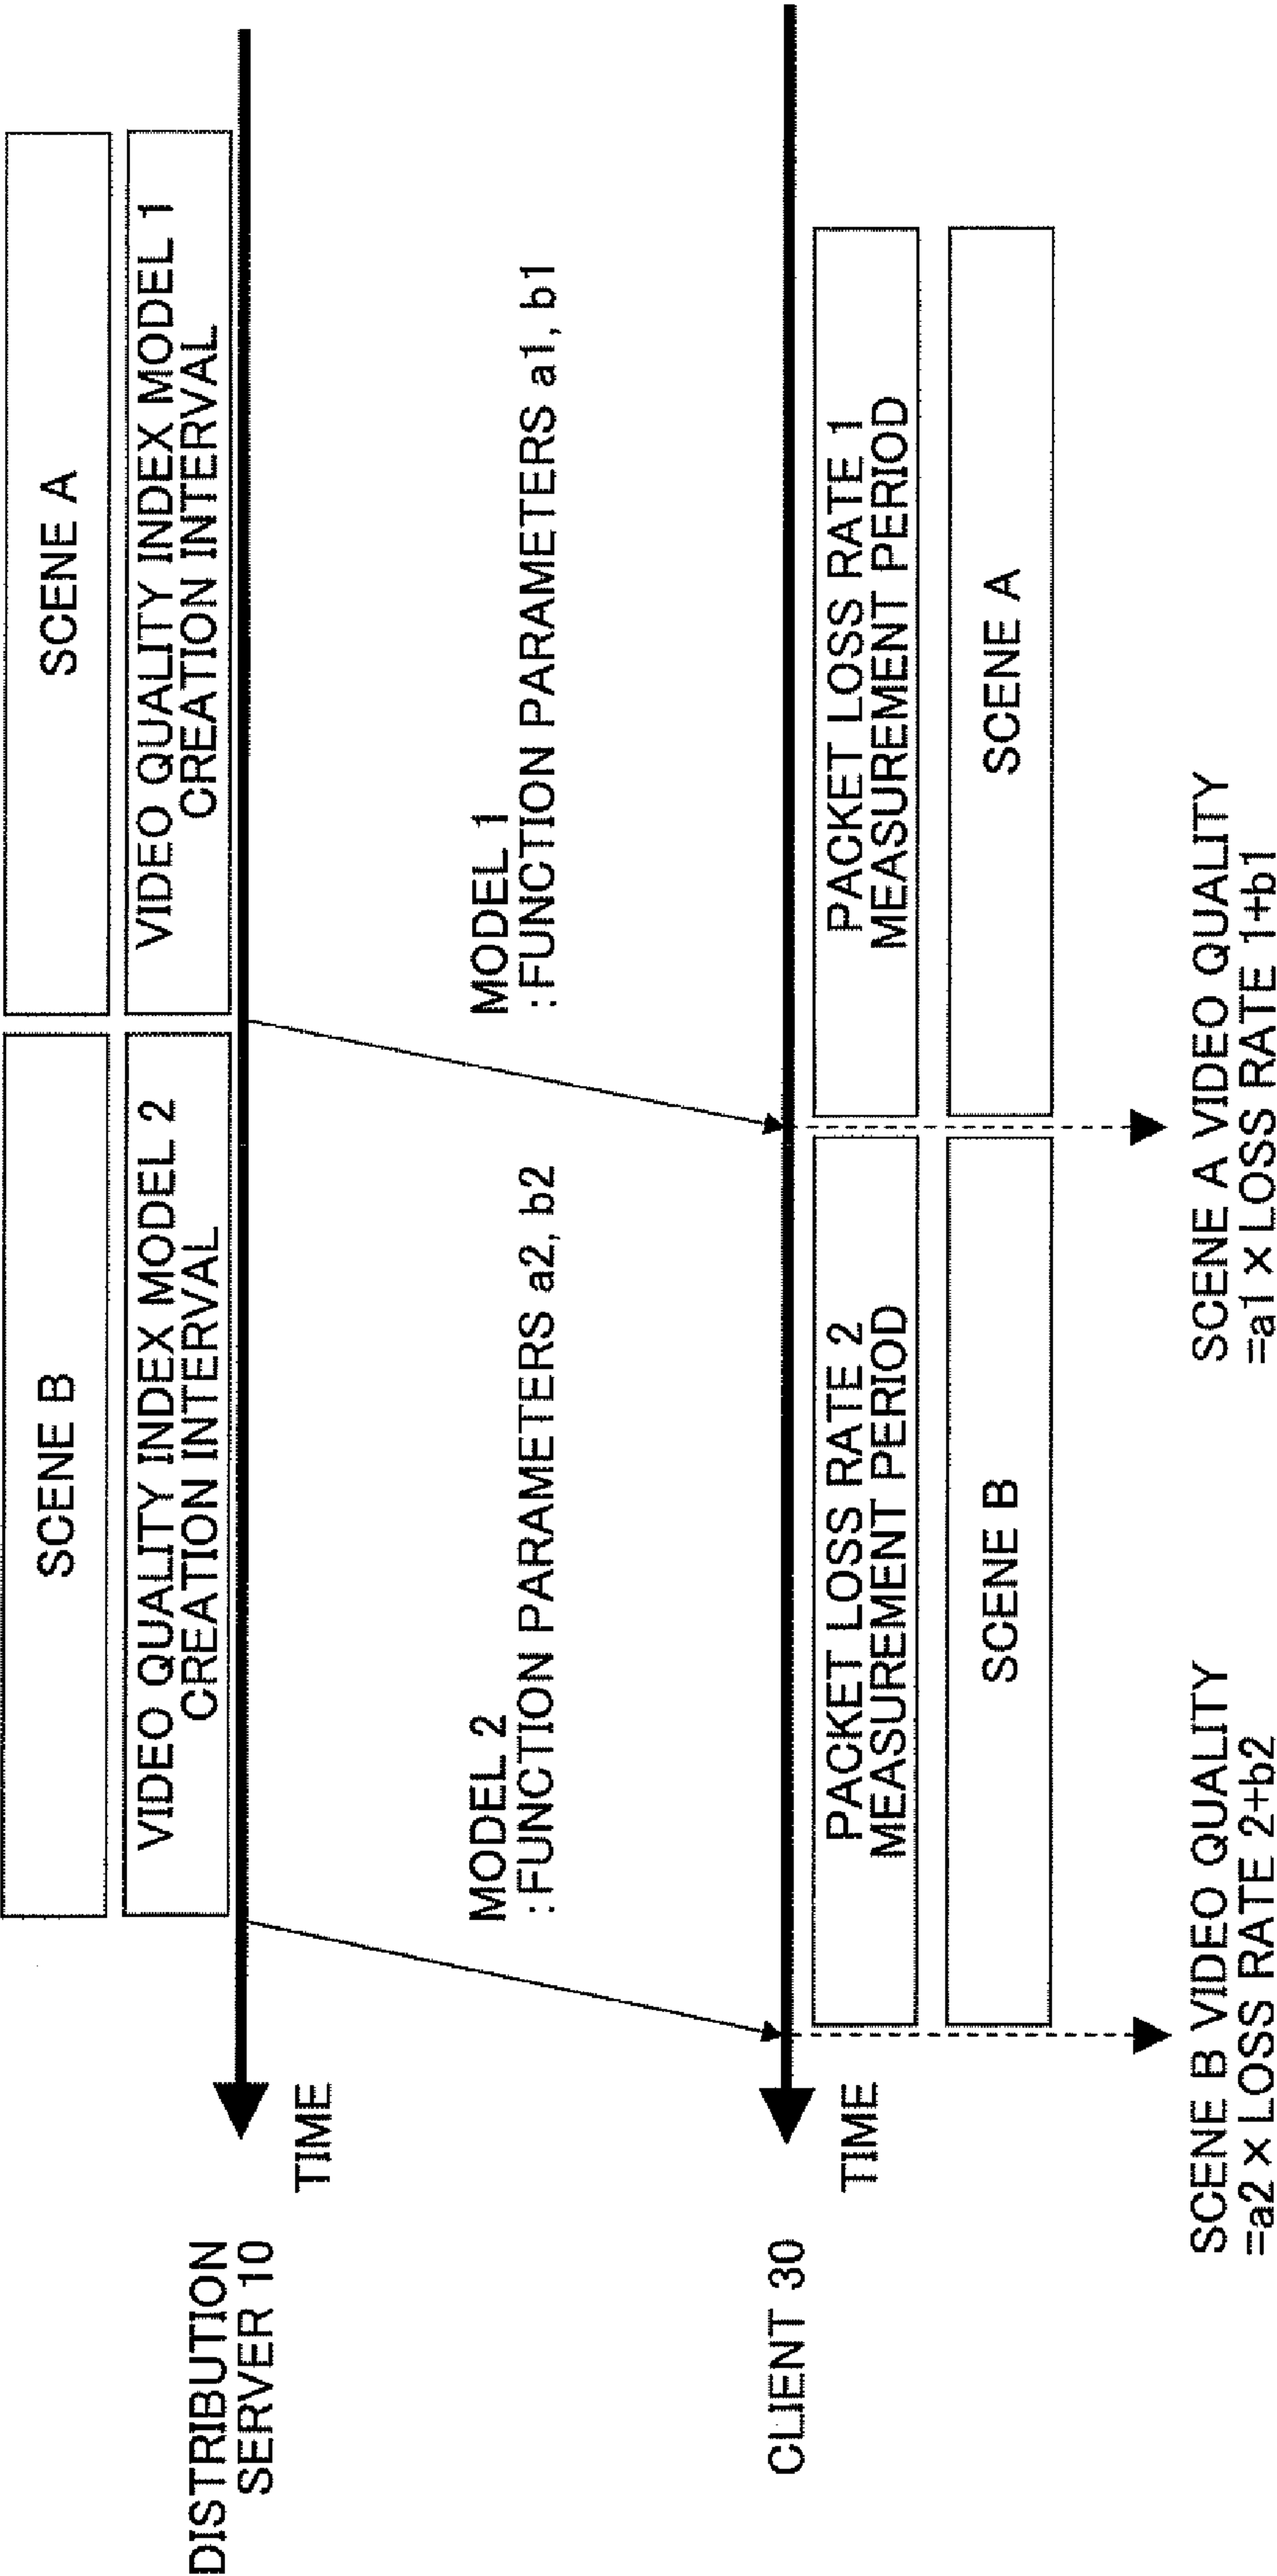 DISTRIBUTION
SERVER 10
TIME
SCENE B
VIDEO QUALITY INDEX MODEL 2
CREATION INTERVAL
SCENE A
VIDEO QUALITY INDEX MODEL 1
CREATION INTERVAL
MODEL 2
:FUNCTION PARAMETERS a2, b2
MODEL 1
:FUNCTION PARAMETERS a1, b1
CLIENT 30
TIME
PACKET LOSS RATE 2
MEASUREMENT PERIOD
SCENE B
PACKET LOSS RATE 1
MEASUREMENT PERIOD
SCENE A
SCENE B VIDEO QUALITY
=a2 × LOSS RATE 2+b2
SCENE A VIDEO QUALITY
=a1 × LOSS RATE 1+b1